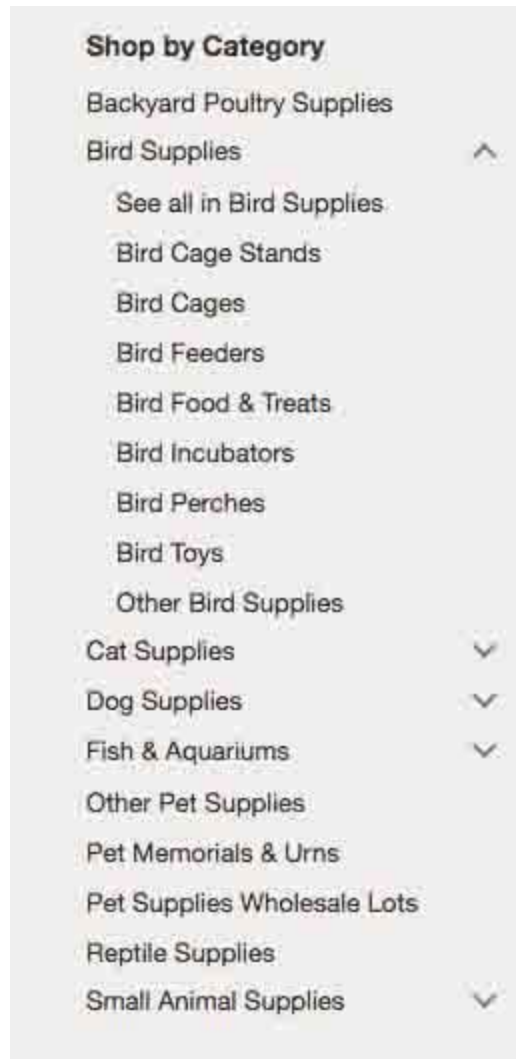 Shop by Category
Backyard Poultry Supplies
Bird Supplies
See all in Bird Supplies
Bird Cage Stands
Bird Cages
Bird Feeders
Bird Food & Treats
Bird Incubators
Bird Perches
Bird Toys
Other Bird Supplies
Cat Supplies
Dog Supplies
Fish & Aquariums
Other Pet Supplies
Pet Memorials & Urns
Pet Supplies Wholesale Lots
Reptile Supplies
Small Animal Supplies